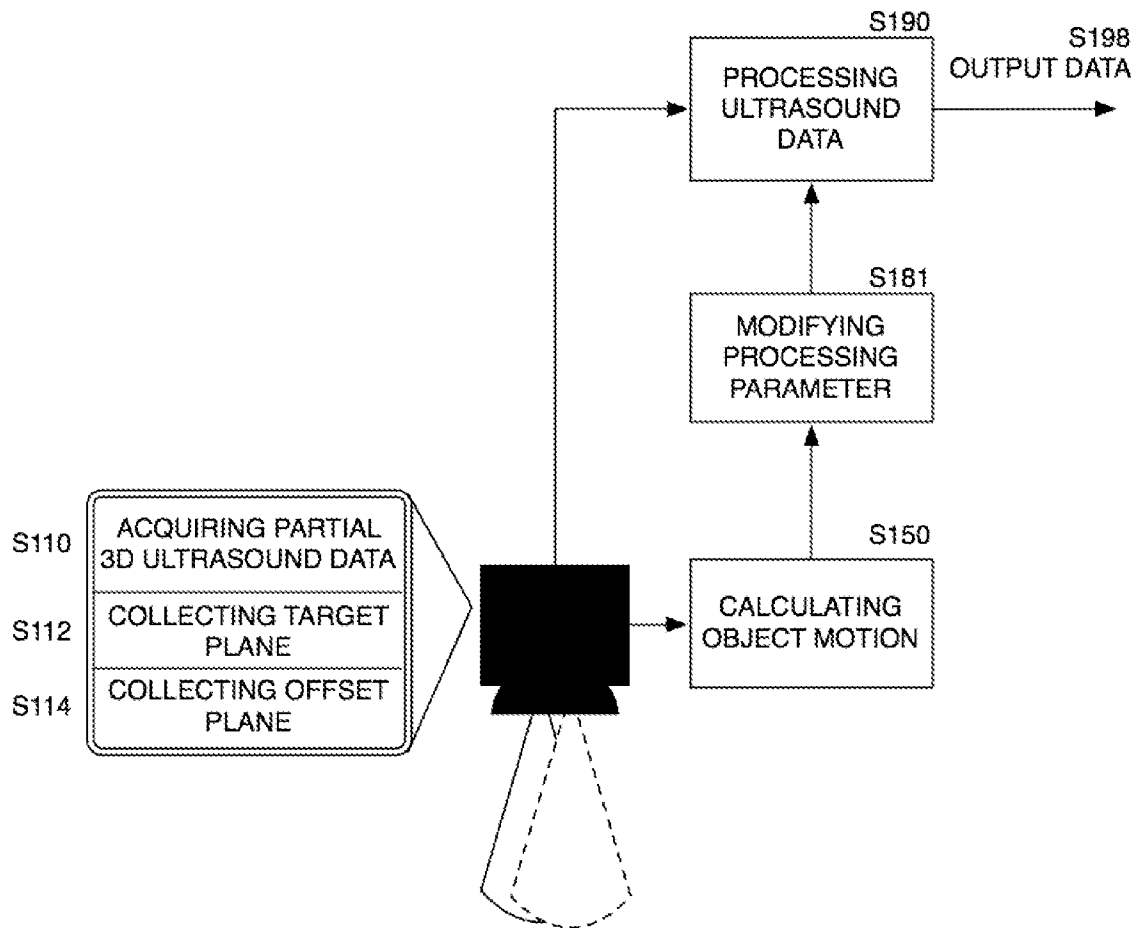 S190
PROCESSING
ULTRASOUND
DATA
S198
OUTPUT DATA
S181
MODIFYING
PROCESSING
PARAMETER
S110
ACQUIRING PARTIAL
3D ULTRASOUND DATA
S112
COLLECTING TARGET
PLANE
S114
COLLECTING OFFSET
PLANE
S150
CALCULATING
OBJECT MOTION